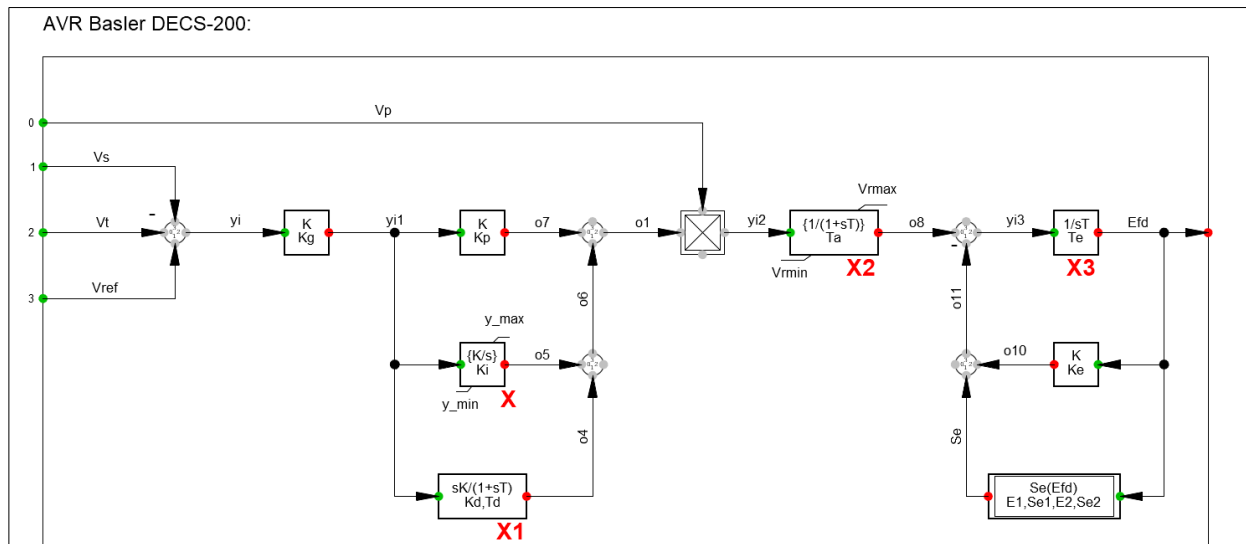 AVR Basler DECS-200:
0
Vp
1
Vs
-
2
Vt
yi
K
Kg
yi1
K
Kp
o7
o1
yi2
Vrmax
{1/(1+sT)}
Ta
Vrmin
X2
o8
-
yi3
1/sT
Te
X3
Efd
3
Vref
o6
o11
y_max
{K/s}
Ki
y_min
X
o5
o10
K
Ke
o4
Se
sK/(1+sT)
Kd,Td
X1
Se(Efd)
E1,Se1,E2,Se2